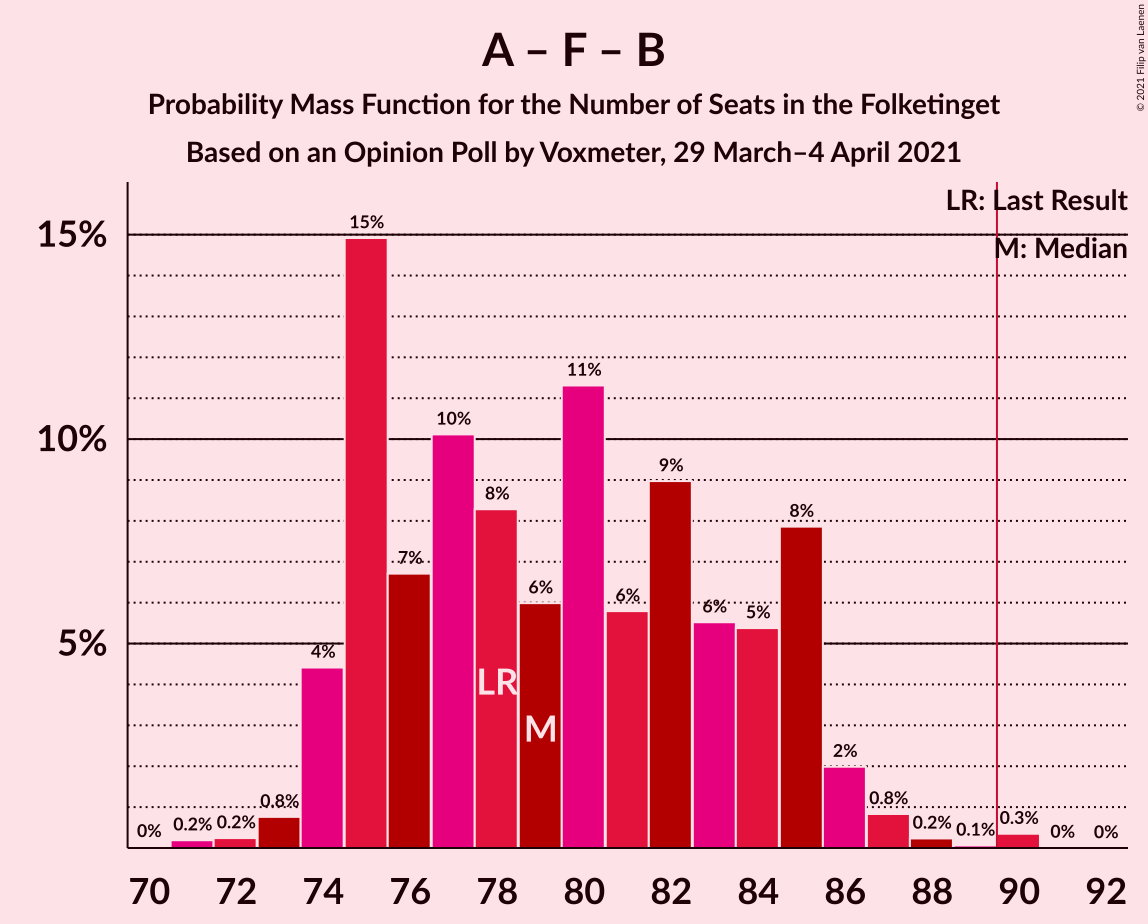 A – F – B
Probability Mass Function for the Number of Seats in the Folketinget
Based on an Opinion Poll by Voxmeter, 29 March–4 April 2021
© 2021 Filip van Laenen
LR: Last Result
M: Median
15%
10%
5%
0%
0.2%
0.2%
0.8%
4%
15%
7%
10%
8%
6%
11%
6%
9%
6%
5%
8%
2%
0.8%
0.2%
0.1%
0.3%
0%
0%
LR
M
70 72 74 76 78 80 82 84 86 88 90 92